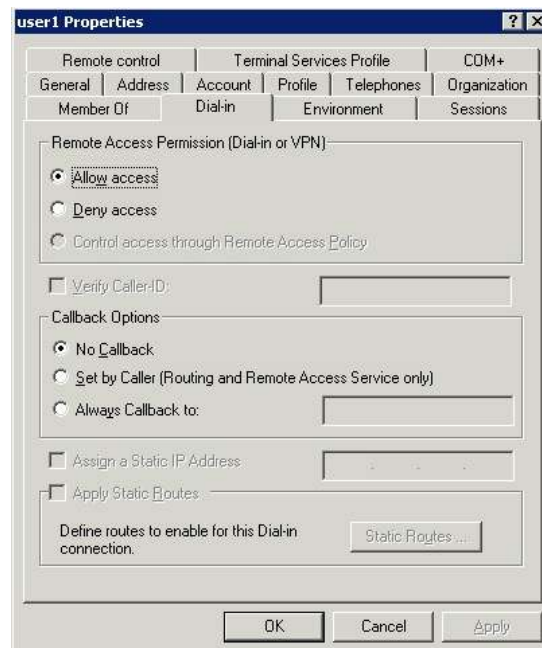 user1 Properties
Remote control Terminal Services Profile COM+
General Address Account Profile Telephones Organization
Member Of Dial-in Environment Sessions
Remote Access Permission (Dial-in or VPN)
Allow access
Deny access
Control access through Remote Access Policy
Verify Caller-ID:
Callback Options
No Callback
Set by Caller (Routing and Remote Access Service only)
Always Callback to:
Assign a Static IP Address
Apply Static Routes
Define routes to enable for this Dial-in
connection.
Static Routes ...
OK Cancel Apply